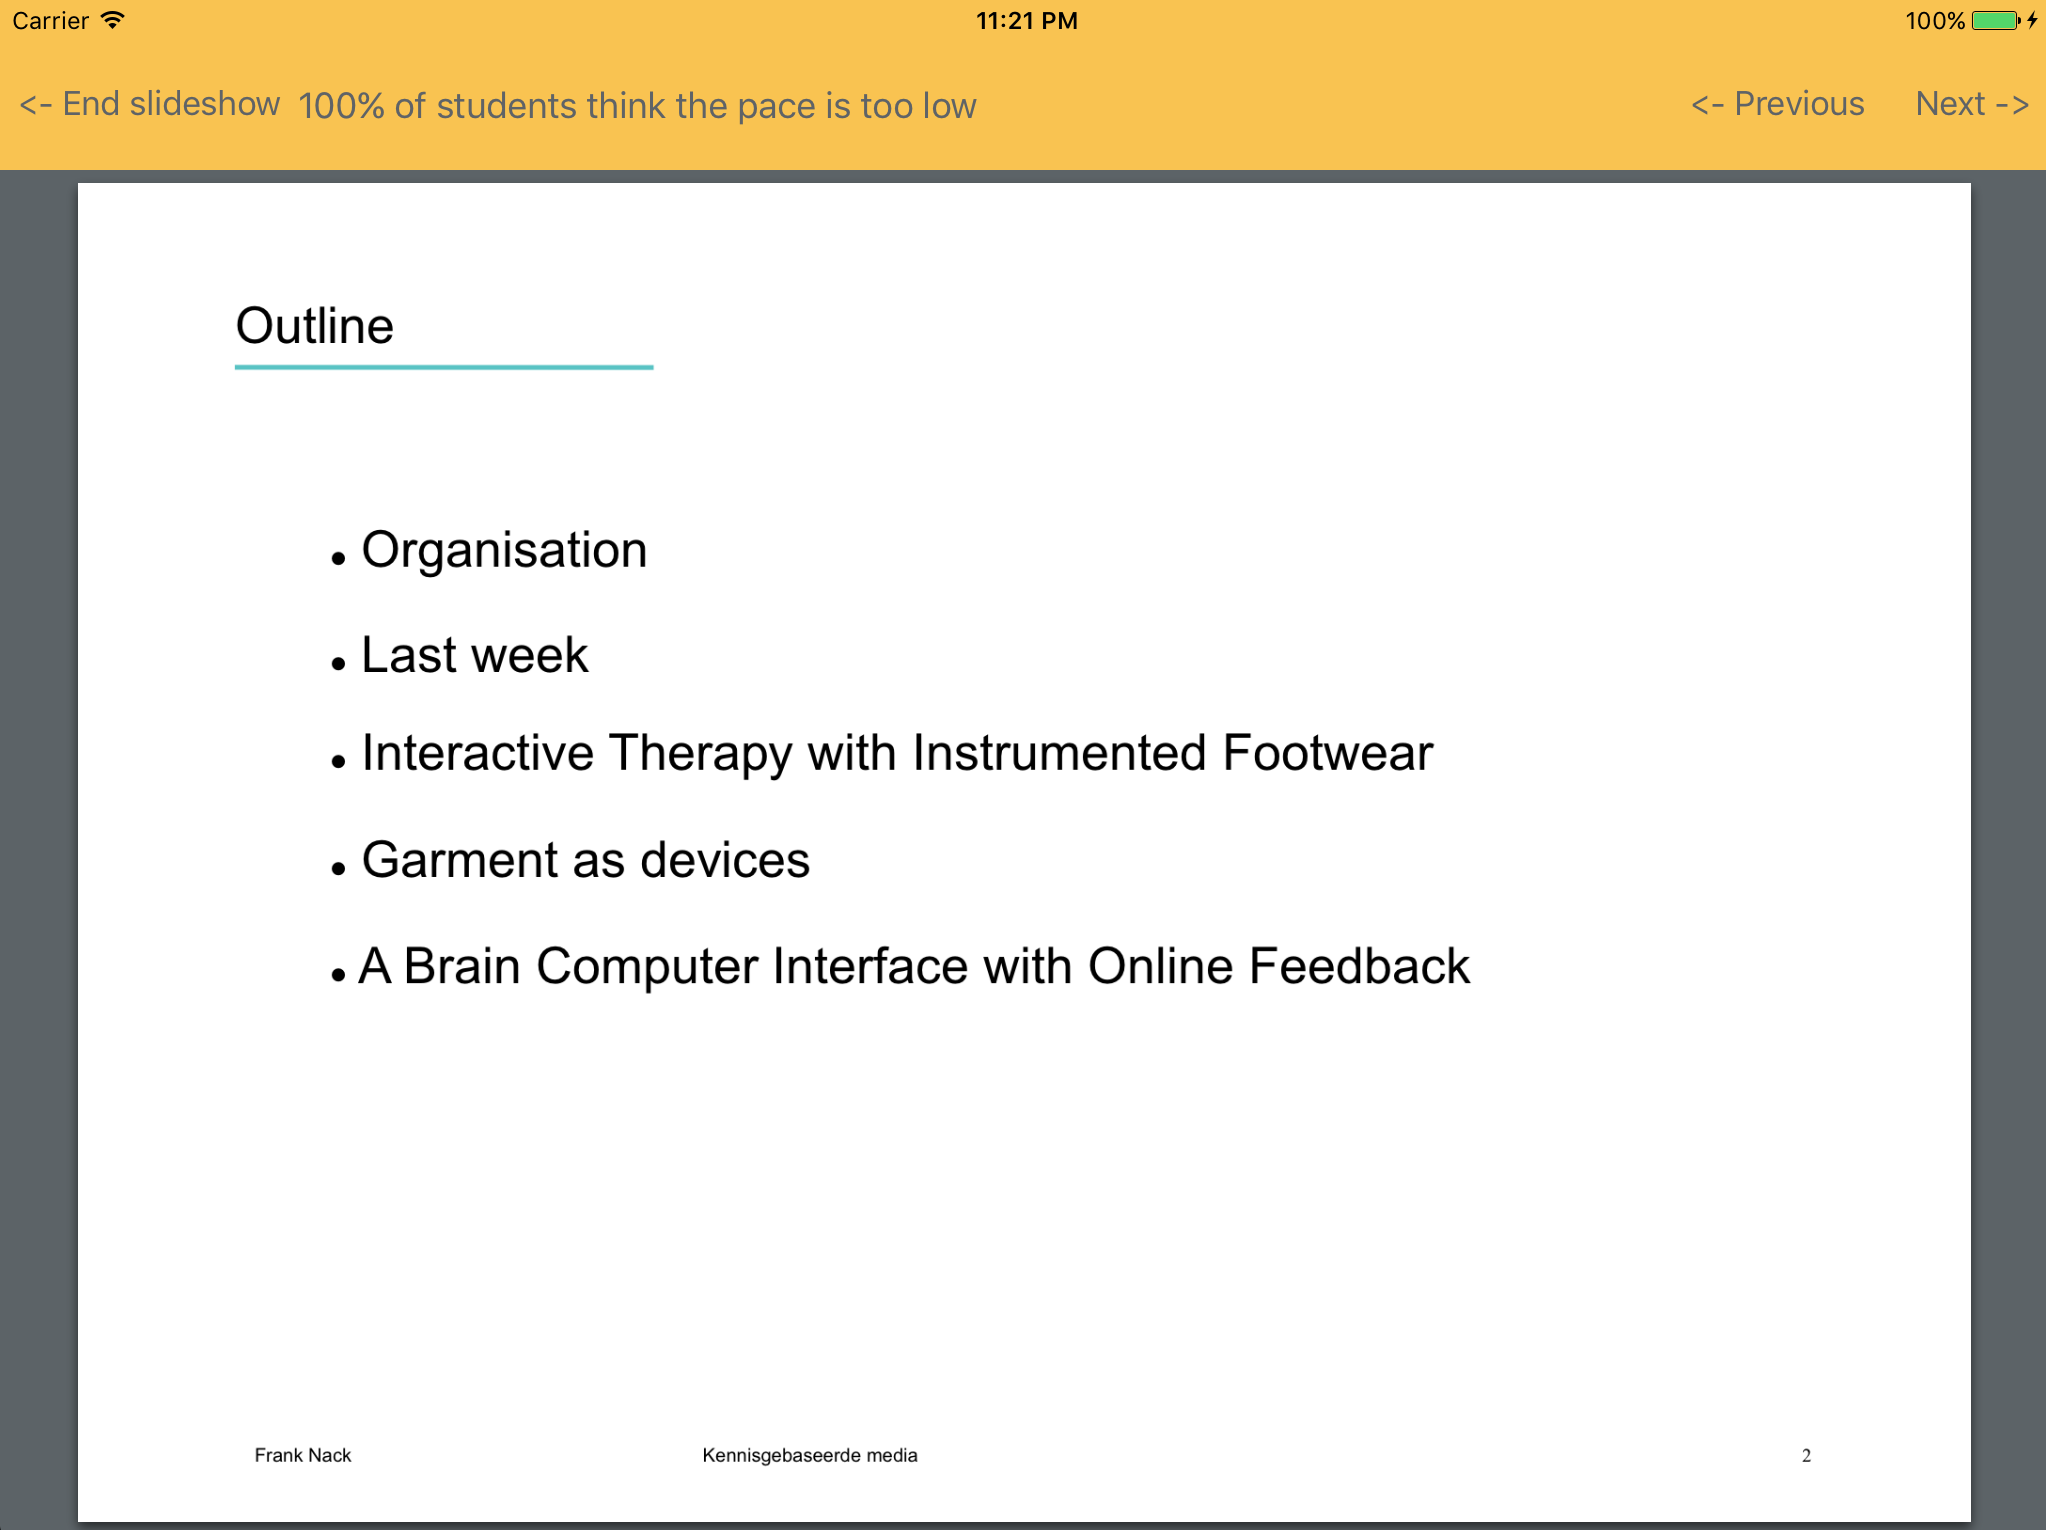 Carrier 11:21 PM 100%
<- End slideshow 100% of students think the pace is too low <- Previous Next ->
Outline
• Organisation
• Last week
• Interactive Therapy with Instrumented Footwear
• Garment as devices
• A Brain Computer Interface with Online Feedback
Frank Nack Kennisgebaseerde media 2